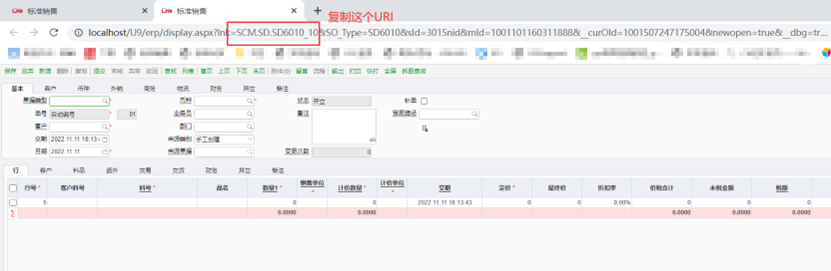 标准销售
标准销售
复制这个URI
localhost/U9/erp/display.aspx?lnk=SCM.SD.SD6010_10&SO_Type=SD6010&sId=3015nid&mId=1001101160311888&__curOId=1001507247175004&newopen=true&__dbg=tr...
保存 放弃 新增 删除 复制 提交 审核 弃审 收回 查找 列表 首页 上页 下页 末页 附件(0) 留言 流程 输出 打印 快打 全屏
基本 客户 币种 外销 商务 物流 财务 其它 备注
单据类型 * 币种 * 状态 开立 补单 贸易路径
单号 自动编号 01 业务员 备注
客户 * 部门
交期 2022.11.11 18:13:4 来源类别 手工创建
日期 2022.11.11 * 来源单据 变更次数 0
行 客户 料品 返外 交易 交货 财务 其它 备注
行号 * 客户料号 料号 * 品名 数量1 * 销售单位 * 计价数量 * 计价单位 * 交期 定价 * 最终价 折扣率 价税合计 未税金额 税额
5 0 0 2022.11.11 18:13:43 0 0 0.00% 0 0 0
Σ 0.0000 0.0000 0.0000 0.0000 0.0000